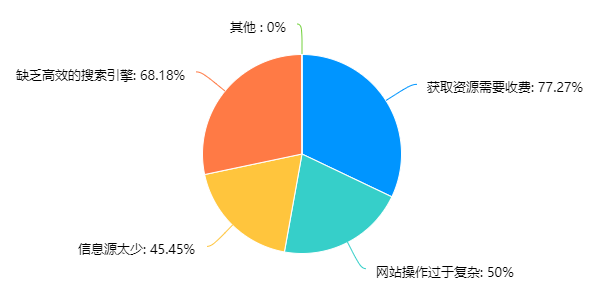 其他 : 0%
缺乏高效的搜索引擎: 68.18%
获取资源需要收费: 77.27%
信息源太少: 45.45%
网站操作过于复杂: 50%